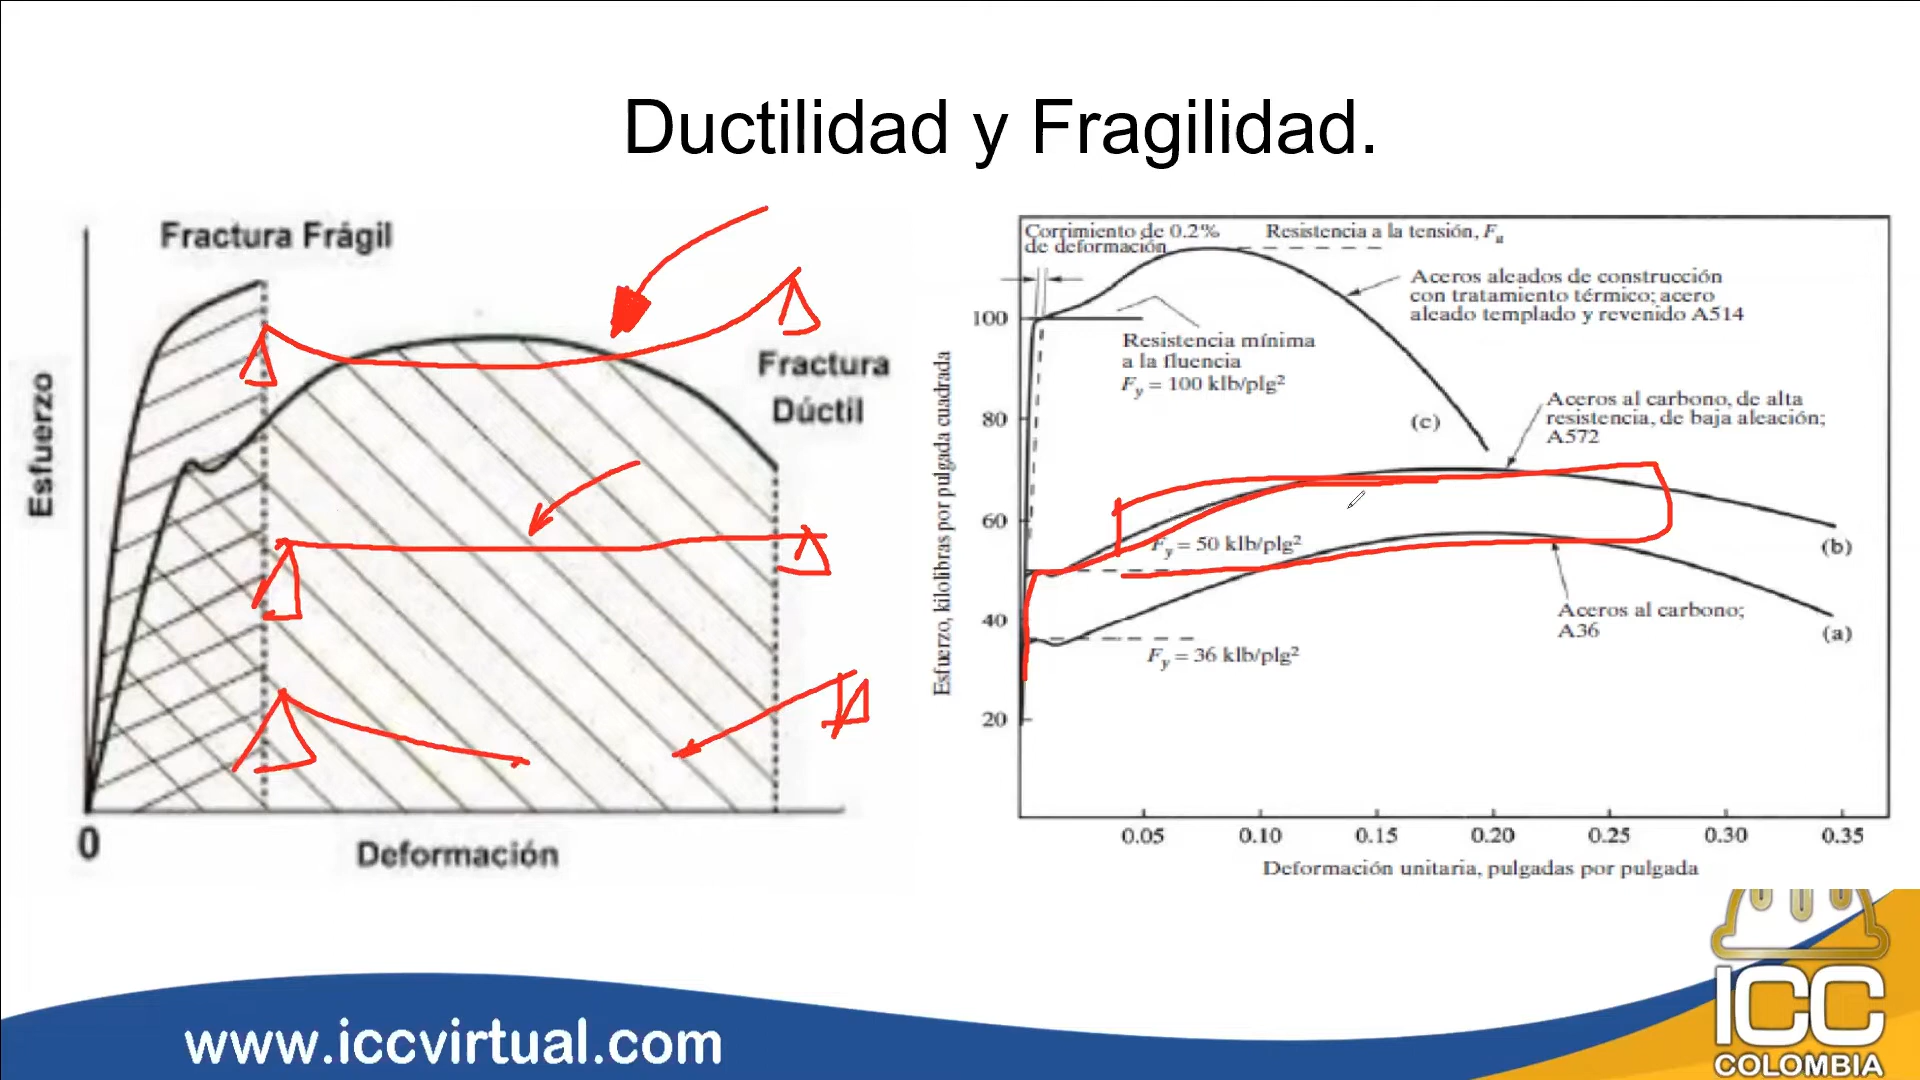 Ductilidad y Fragilidad.
Fractura Frágil
Fractura
Dúctil
Esfuerzo
0
Deformación
Corrimiento de 0.2%
de deformación
Resistencia a la tensión, Fu
Aceros aleados de construcción
con tratamiento térmico; acero
aleado templado y revenido A514
100
Resistencia mínima
a la fluencia
Fy = 100 klb/plg²
Aceros al carbono, de alta
resistencia, de baja aleación;
A572
80
(c)
60
Fy = 50 klb/plg²
(b)
40
Aceros al carbono;
A36
(a)
Fy = 36 klb/plg²
20
Esfuerzo, kilolibras por pulgada cuadrada
0.05 0.10 0.15 0.20 0.25 0.30 0.35
Deformación unitaria, pulgadas por pulgada
www.iccvirtual.com
ICC
COLOMBIA